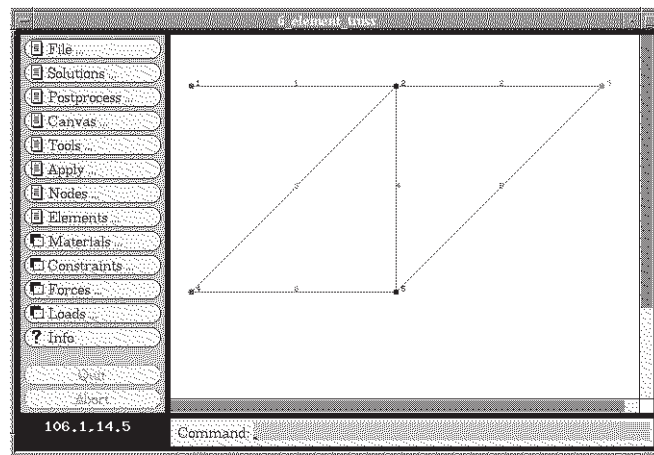 6_element_truss
File ...
Solutions ...
Postprocess ...
Canvas ...
Tools ...
Apply ...
Nodes ...
Elements ...
Materials ...
Constraints ...
Forces ...
Loads ...
? Info
Quit
Abort
1 1 2 2 3
3 4 5
4 6 5
106.1,14.5
Command: